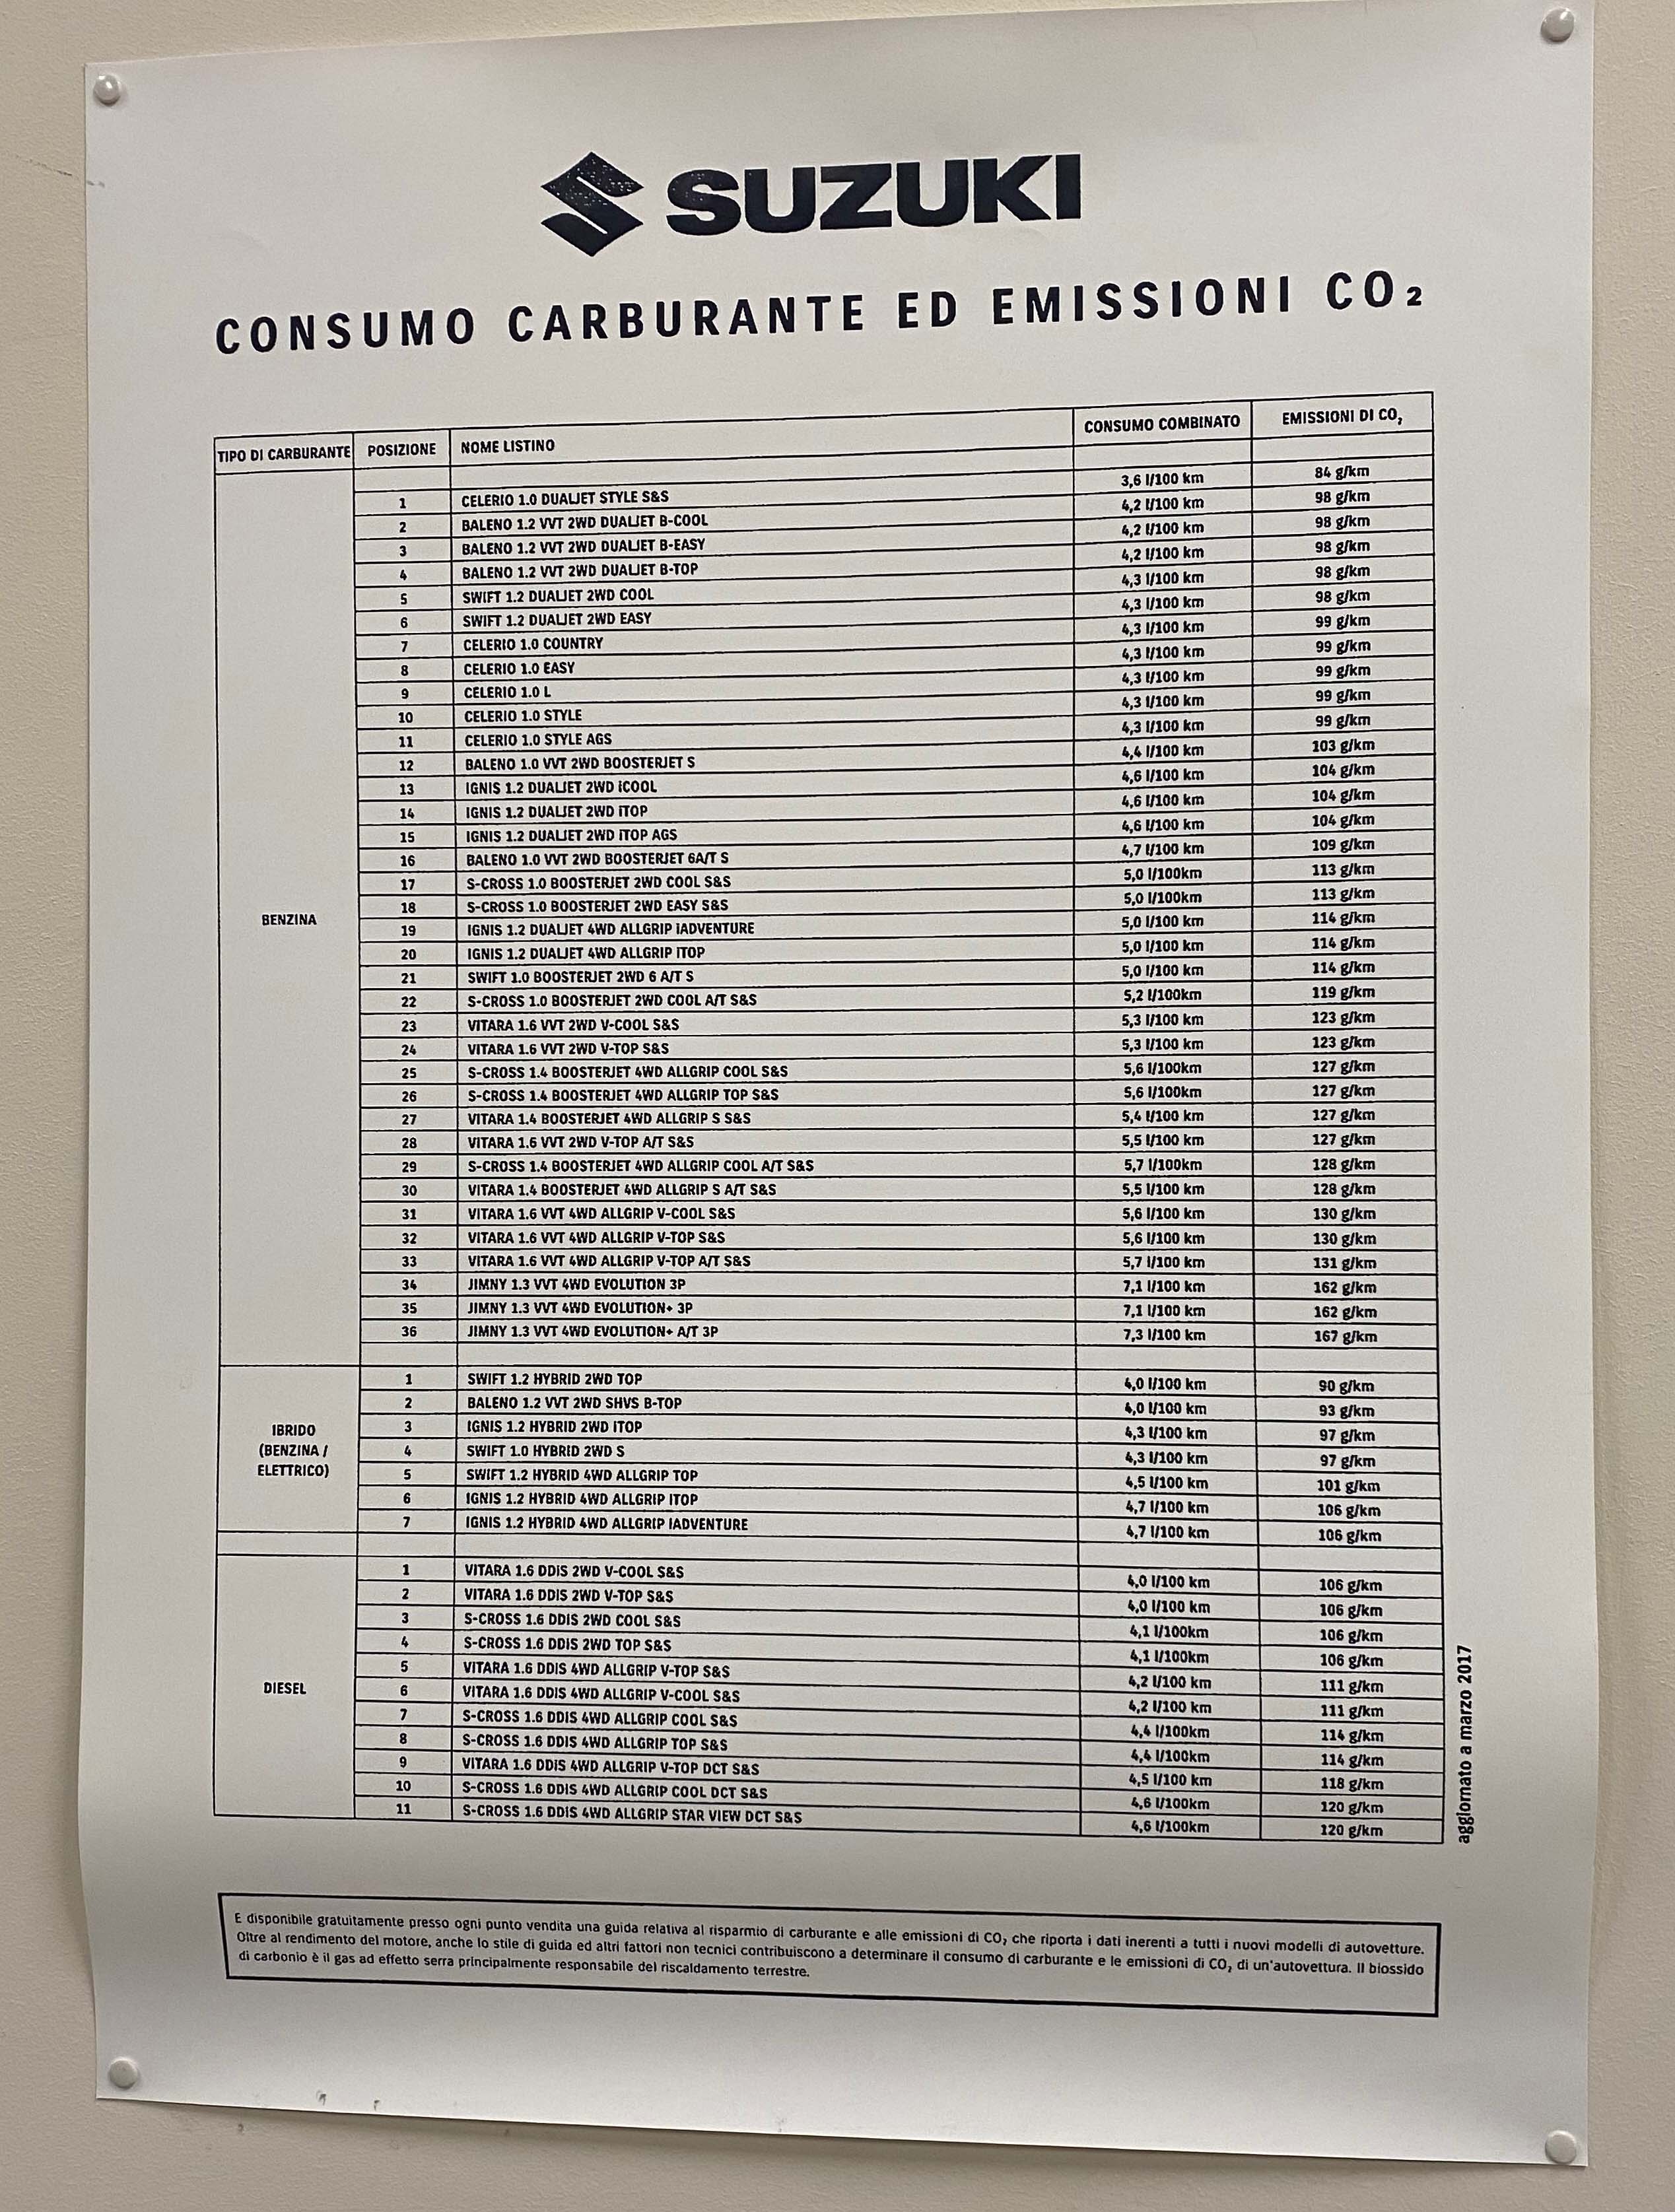 SUZUKI
CONSUMO CARBURANTE ED EMISSIONI CO₂
TIPO DI CARBURANTE POSIZIONE NOME LISTINO CONSUMO COMBINATO EMISSIONI DI CO₂
BENZINA
1 CELERIO 1.0 DUALJET STYLE S&S 3,6 l/100 km 84 g/km
2 BALENO 1.2 VVT 2WD DUALJET B-COOL 4,2 l/100 km 98 g/km
3 BALENO 1.2 VVT 2WD DUALJET B-EASY 4,2 l/100 km 98 g/km
4 BALENO 1.2 VVT 2WD DUALJET B-TOP 4,2 l/100 km 98 g/km
5 SWIFT 1.2 DUALJET 2WD COOL 4,3 l/100 km 98 g/km
6 SWIFT 1.2 DUALJET 2WD EASY 4,3 l/100 km 98 g/km
7 CELERIO 1.0 COUNTRY 4,3 l/100 km 99 g/km
8 CELERIO 1.0 EASY 4,3 l/100 km 99 g/km
9 CELERIO 1.0 L 4,3 l/100 km 99 g/km
10 CELERIO 1.0 STYLE 4,3 l/100 km 99 g/km
11 CELERIO 1.0 STYLE AGS 4,3 l/100 km 99 g/km
12 BALENO 1.0 VVT 2WD BOOSTERJET S 4,4 l/100 km 103 g/km
13 IGNIS 1.2 DUALJET 2WD iCOOL 4,6 l/100 km 104 g/km
14 IGNIS 1.2 DUALJET 2WD iTOP 4,6 l/100 km 104 g/km
15 IGNIS 1.2 DUALJET 2WD iTOP AGS 4,6 l/100 km 104 g/km
16 BALENO 1.0 VVT 2WD BOOSTERJET 6A/T S 4,7 l/100 km 109 g/km
17 S-CROSS 1.0 BOOSTERJET 2WD COOL S&S 5,0 l/100km 113 g/km
18 S-CROSS 1.0 BOOSTERJET 2WD EASY S&S 5,0 l/100km 113 g/km
19 IGNIS 1.2 DUALJET 4WD ALLGRIP IADVENTURE 5,0 l/100 km 114 g/km
20 IGNIS 1.2 DUALJET 4WD ALLGRIP ITOP 5,0 l/100 km 114 g/km
21 SWIFT 1.0 BOOSTERJET 2WD 6 A/T S 5,0 l/100 km 114 g/km
22 S-CROSS 1.0 BOOSTERJET 2WD COOL A/T S&S 5,2 l/100km 119 g/km
23 VITARA 1.6 VVT 2WD V-COOL S&S 5,3 l/100 km 123 g/km
24 VITARA 1.6 VVT 2WD V-TOP S&S 5,3 l/100 km 123 g/km
25 S-CROSS 1.4 BOOSTERJET 4WD ALLGRIP COOL S&S 5,6 l/100km 127 g/km
26 S-CROSS 1.4 BOOSTERJET 4WD ALLGRIP TOP S&S 5,6 l/100km 127 g/km
27 VITARA 1.4 BOOSTERJET 4WD ALLGRIP S S&S 5,4 l/100 km 127 g/km
28 VITARA 1.6 VVT 2WD V-TOP A/T S&S 5,5 l/100 km 127 g/km
29 S-CROSS 1.4 BOOSTERJET 4WD ALLGRIP COOL A/T S&S 5,7 l/100km 128 g/km
30 VITARA 1.4 BOOSTERJET 4WD ALLGRIP S A/T S&S 5,5 l/100 km 128 g/km
31 VITARA 1.6 VVT 4WD ALLGRIP V-COOL S&S 5,6 l/100 km 130 g/km
32 VITARA 1.6 VVT 4WD ALLGRIP V-TOP S&S 5,6 l/100 km 130 g/km
33 VITARA 1.6 VVT 4WD ALLGRIP V-TOP A/T S&S 5,7 l/100 km 131 g/km
34 JIMNY 1.3 VVT 4WD EVOLUTION 3P 7,1 l/100 km 162 g/km
35 JIMNY 1.3 VVT 4WD EVOLUTION+ 3P 7,1 l/100 km 162 g/km
36 JIMNY 1.3 VVT 4WD EVOLUTION+ A/T 3P 7,3 l/100 km 167 g/km
IBRIDO
(BENZINA /
ELETTRICO)
1 SWIFT 1.2 HYBRID 2WD TOP 4,0 l/100 km 90 g/km
2 BALENO 1.2 VVT 2WD SHVS B-TOP 4,0 l/100 km 93 g/km
3 IGNIS 1.2 HYBRID 2WD ITOP 4,3 l/100 km 97 g/km
4 SWIFT 1.0 HYBRID 2WD S 4,3 l/100 km 97 g/km
5 SWIFT 1.2 HYBRID 4WD ALLGRIP TOP 4,5 l/100 km 101 g/km
6 IGNIS 1.2 HYBRID 4WD ALLGRIP ITOP 4,7 l/100 km 106 g/km
7 IGNIS 1.2 HYBRID 4WD ALLGRIP IADVENTURE 4,7 l/100 km 106 g/km
DIESEL
1 VITARA 1.6 DDIS 2WD V-COOL S&S 4,0 l/100 km 106 g/km
2 VITARA 1.6 DDIS 2WD V-TOP S&S 4,0 l/100 km 106 g/km
3 S-CROSS 1.6 DDIS 2WD COOL S&S 4,1 l/100km 106 g/km
4 S-CROSS 1.6 DDIS 2WD TOP S&S 4,1 l/100km 106 g/km
5 VITARA 1.6 DDIS 4WD ALLGRIP V-TOP S&S 4,2 l/100 km 111 g/km
6 VITARA 1.6 DDIS 4WD ALLGRIP V-COOL S&S 4,2 l/100 km 111 g/km
7 S-CROSS 1.6 DDIS 4WD ALLGRIP COOL S&S 4,4 l/100km 114 g/km
8 S-CROSS 1.6 DDIS 4WD ALLGRIP TOP S&S 4,4 l/100km 114 g/km
9 VITARA 1.6 DDIS 4WD ALLGRIP V-TOP DCT S&S 4,5 l/100 km 118 g/km
10 S-CROSS 1.6 DDIS 4WD ALLGRIP COOL DCT S&S 4,6 l/100km 120 g/km
11 S-CROSS 1.6 DDIS 4WD ALLGRIP STAR VIEW DCT S&S 4,6 l/100km 120 g/km
aggiornato a marzo 2017
E disponibile gratuitamente presso ogni punto vendita una guida relativa al risparmio di carburante e alle emissioni di CO₂ che riporta i dati inerenti a tutti i nuovi modelli di autovetture.
Oltre al rendimento del motore, anche lo stile di guida ed altri fattori non tecnici contribuiscono a determinare il consumo di carburante e le emissioni di CO₂ di un'autovettura. Il biossido
di carbonio è il gas ad effetto serra principalmente responsabile del riscaldamento terrestre.